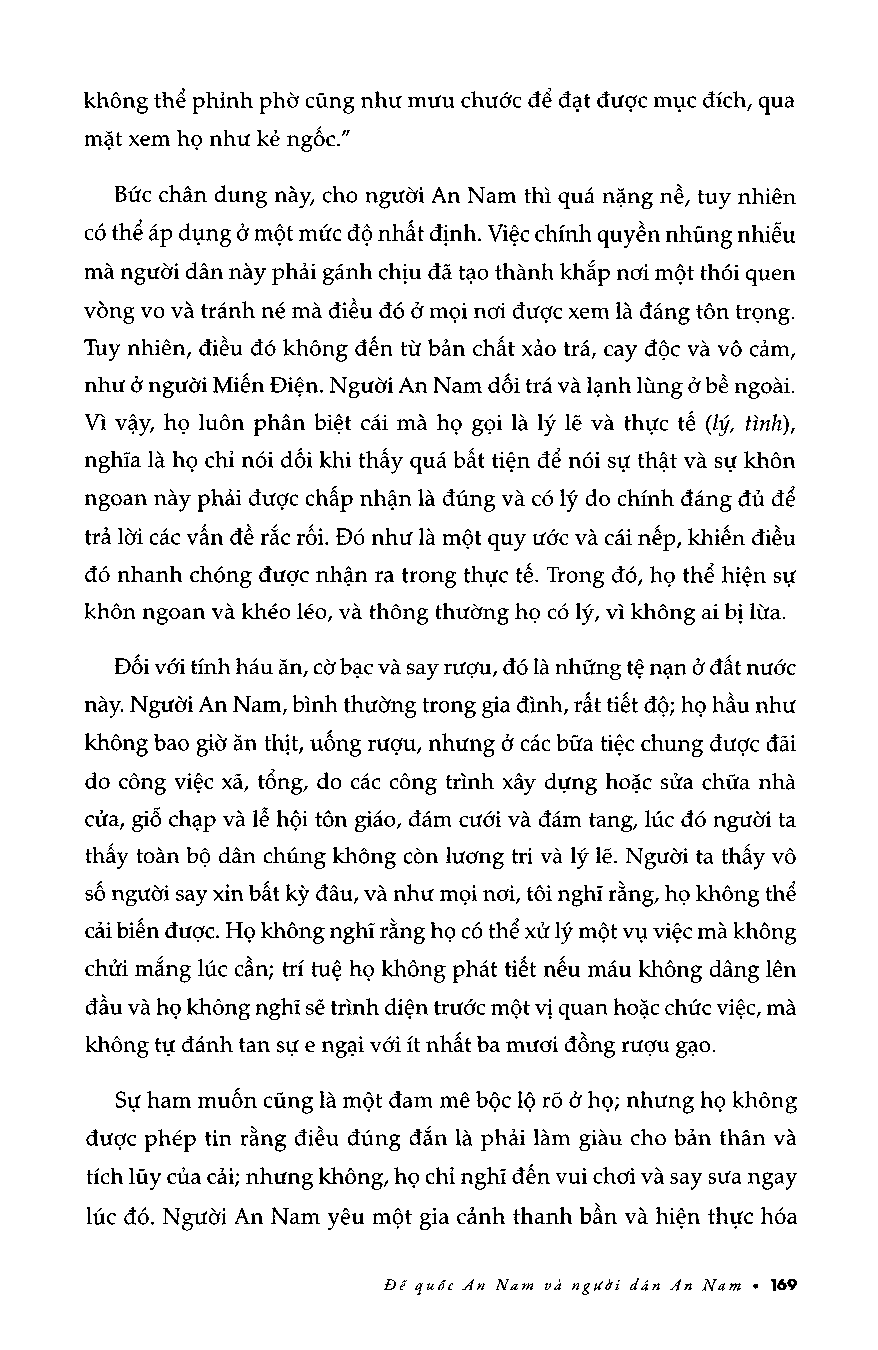 không thể phỉnh phờ cũng như mưu chước để đạt được mục đích, qua
mặt xem họ như kẻ ngốc."
Bức chân dung này, cho người An Nam thì quá nặng nề, tuy nhiên
có thể áp dụng ở một mức độ nhất định. Việc chính quyền nhũng nhiễu
mà người dân này phải gánh chịu đã tạo thành khắp nơi một thói quen
vòng vo và tránh né mà điều đó ở mọi nơi được xem là đáng tôn trọng.
Tuy nhiên, điều đó không đến từ bản chất xảo trá, cay độc và vô cảm,
như ở người Miến Điện. Người An Nam dối trá và lạnh lùng ở bề ngoài.
Vì vậy, họ luôn phân biệt cái mà họ gọi là lý lẽ và thực tế (lý, tình),
nghĩa là họ chỉ nói dối khi thấy quá bất tiện để nói sự thật và sự khôn
ngoan này phải được chấp nhận là đúng và có lý do chính đáng đủ để
trả lời các vấn đề rắc rối. Đó như là một quy ước và cái nếp, khiến điều
đó nhanh chóng được nhận ra trong thực tế. Trong đó, họ thể hiện sự
khôn ngoan và khéo léo, và thông thường họ có lý, vì không ai bị lừa.
Đối với tính háu ăn, cờ bạc và say rượu, đó là những tệ nạn ở đất nước
này. Người An Nam, bình thường trong gia đình, rất tiết độ; họ hầu như
không bao giờ ăn thịt, uống rượu, nhưng ở các bữa tiệc chung được đãi
do công việc xã, tổng, do các công trình xây dựng hoặc sửa chữa nhà
cửa, giỗ chạp và lễ hội tôn giáo, đám cưới và đám tang, lúc đó người ta
thấy toàn bộ dân chúng không còn lương tri và lý lẽ. Người ta thấy vô
số người say xỉn bất kỳ đâu, và như mọi nơi, tôi nghĩ rằng, họ không thể
cải biến được. Họ không nghĩ rằng họ có thể xử lý một vụ việc mà không
chửi mắng lúc cần; trí tuệ họ không phát tiết nếu máu không dâng lên
đầu và họ không nghĩ sẽ trình diện trước một vị quan hoặc chức việc, mà
không tự đánh tan sự e ngại với ít nhất ba mươi đồng rượu gạo.
Sự ham muốn cũng là một đam mê bộc lộ rõ ở họ; nhưng họ không
được phép tin rằng điều đúng đắn là phải làm giàu cho bản thân và
tích lũy của cải; nhưng không, họ chỉ nghĩ đến vui chơi và say sưa ngay
lúc đó. Người An Nam yêu một gia cảnh thanh bần và hiện thực hóa
Đế quốc An Nam và người dân An Nam • 169